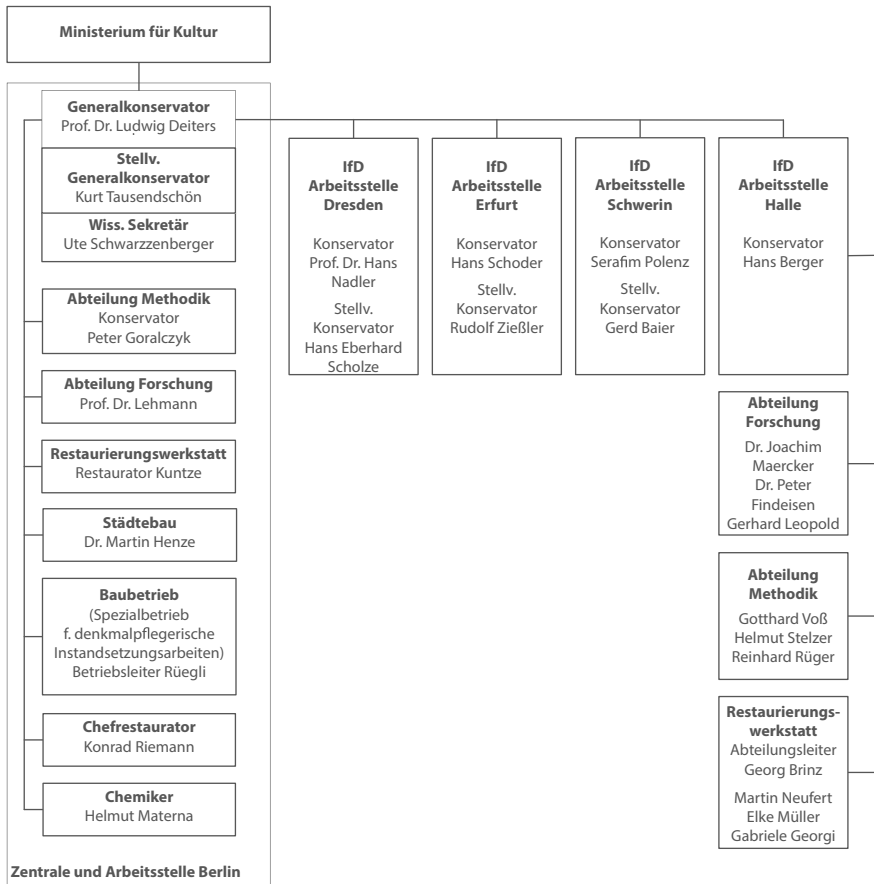 Ministerium für Kultur
Generalkonservator
Prof. Dr. Ludwig Deiters
Stellv.
Generalkonservator
Kurt Tausendschön
Wiss. Sekretär
Ute Schwarzzenberger
Abteilung Methodik
Konservator
Peter Goralczyk
Abteilung Forschung
Prof. Dr. Lehmann
Restaurierungswerkstatt
Restaurator Kuntze
Städtebau
Dr. Martin Henze
Baubetrieb
(Spezialbetrieb
f. denkmalpflegerische
Instandsetzungsarbeiten)
Betriebsleiter Rüegli
Chefrestaurator
Konrad Riemann
Chemiker
Helmut Materna
Zentrale und Arbeitsstelle Berlin
IfD
Arbeitsstelle
Dresden
Konservator
Prof. Dr. Hans
Nadler
Stellv.
Konservator
Hans Eberhard
Scholze
IfD
Arbeitsstelle
Erfurt
Konservator
Hans Schoder
Stellv.
Konservator
Rudolf Zießler
IfD
Arbeitsstelle
Schwerin
Konservator
Serafim Polenz
Stellv.
Konservator
Gerd Baier
IfD
Arbeitsstelle
Halle
Konservator
Hans Berger
Abteilung
Forschung
Dr. Joachim
Maercker
Dr. Peter
Findeisen
Gerhard Leopold
Abteilung
Methodik
Gotthard Voß
Helmut Stelzer
Reinhard Rüger
Restaurierungs-
werkstatt
Abteilungsleiter
Georg Brinz
Martin Neufert
Elke Müller
Gabriele Georgi